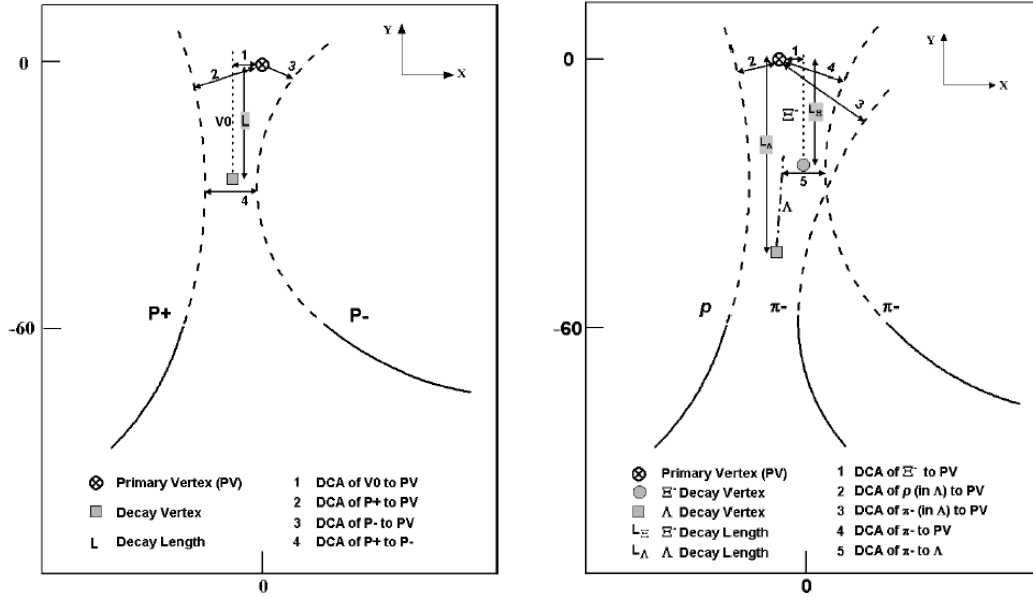 Y
X
0
1
2
3
V0
L
4
P+
P-
-60
Primary Vertex (PV)
Decay Vertex
L Decay Length
1 DCA of V0 to PV
2 DCA of P+ to PV
3 DCA of P- to PV
4 DCA of P+ to P-
0
Y
X
0
1
2
4
3
Ξ-
LΞ
LΛ
5
Λ
p
π-
π-
-60
Primary Vertex (PV)
Ξ- Decay Vertex
Λ Decay Vertex
LΞ Ξ- Decay Length
LΛ Λ Decay Length
1 DCA of Ξ- to PV
2 DCA of p (in Λ) to PV
3 DCA of π- (in Λ) to PV
4 DCA of π- to PV
5 DCA of π- to Λ
0